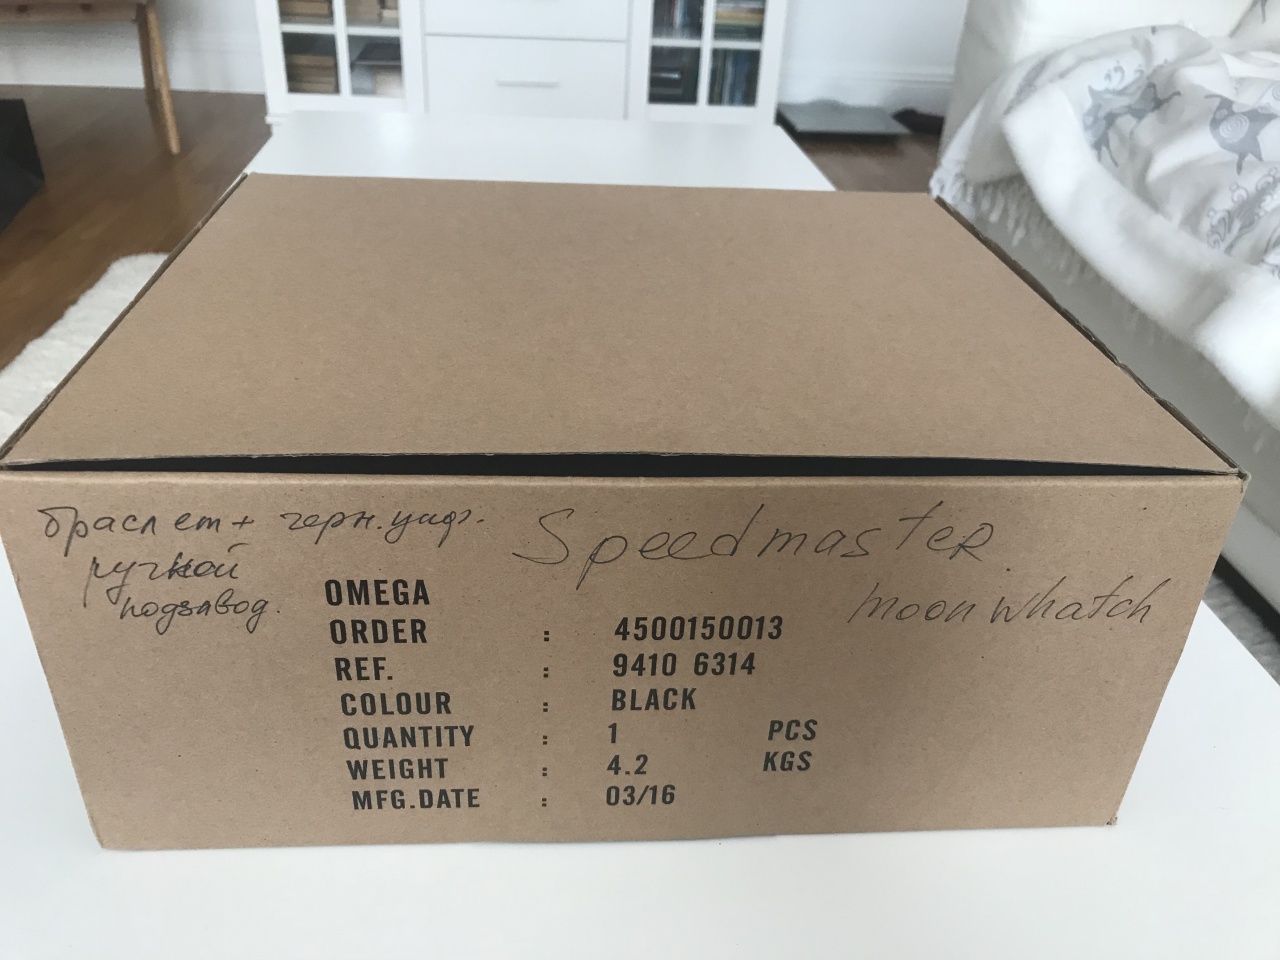 браслет + черн. циф.
ручной
подзавод.
Speedmaster
moon whatch
OMEGA
ORDER : 4500150013
REF. : 9410 6314
COLOUR : BLACK
QUANTITY : 1 PCS
WEIGHT : 4.2 KGS
MFG.DATE : 03/16